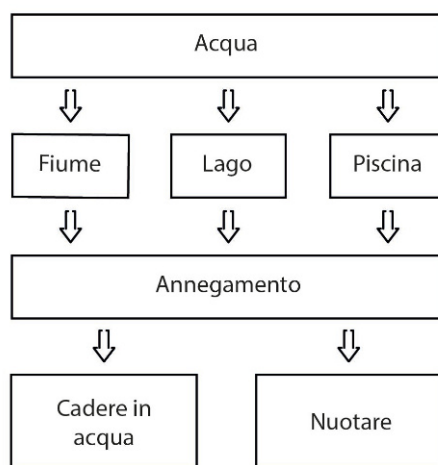 Acqua
Fiume
Lago
Piscina
Annegamento
Cadere in
acqua
Nuotare